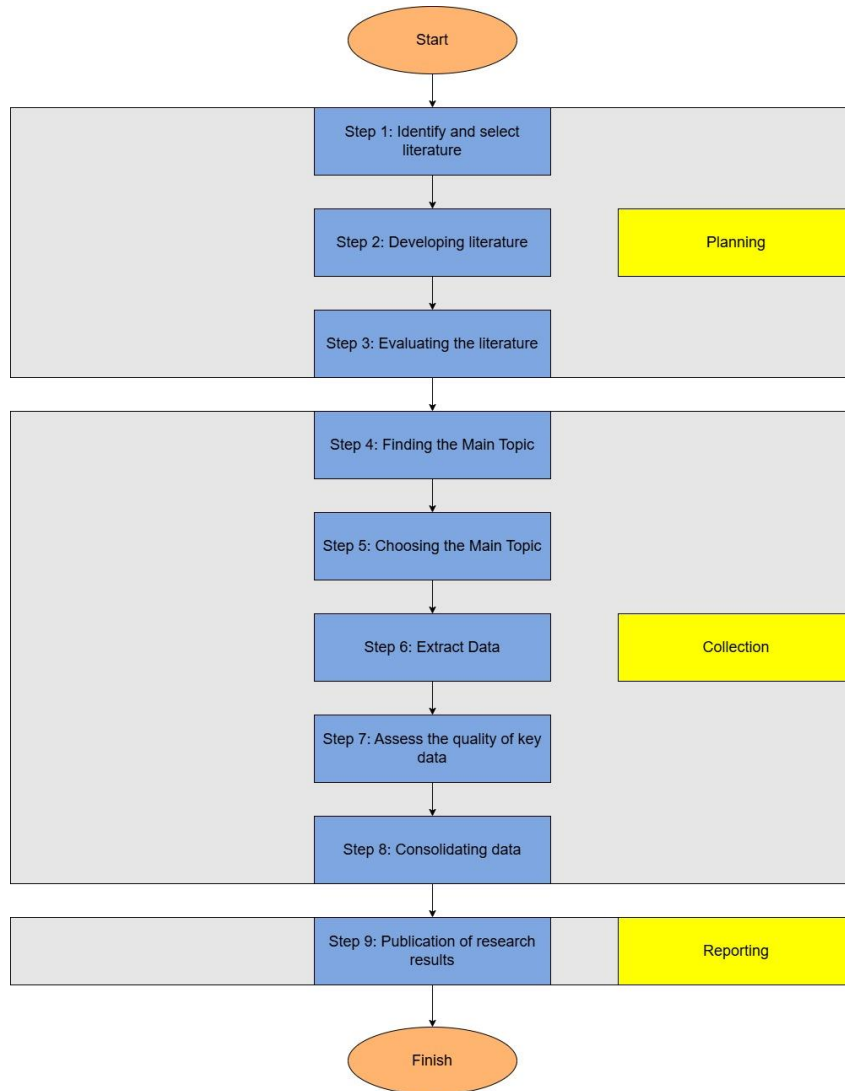 Start
Step 1: Identify and select
literature
Step 2: Developing literature
Planning
Step 3: Evaluating the literature
Step 4: Finding the Main Topic
Step 5: Choosing the Main Topic
Step 6: Extract Data
Collection
Step 7: Assess the quality of key
data
Step 8: Consolidating data
Step 9: Publication of research
results
Reporting
Finish